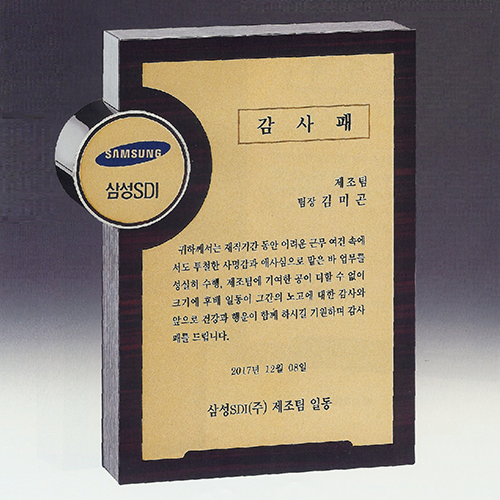 SAMSUNG
삼성SDI
감사패
제조팀
팀장 김미곤
귀하께서는 재직기간 동안 어려운 근무 여건 속에
서도 투철한 사명감과 애사심으로 맡은 바 업무를
성실히 수행, 제조팀에 기여한 공이 더할 수 없이
크기에 후배 일동이 그간의 노고에 대한 감사와
앞으로 건강과 행운이 함께 하시길 기원하며 감사
패를 드립니다.
2017년 12월 08일
삼성SDI(주) 제조팀 일동